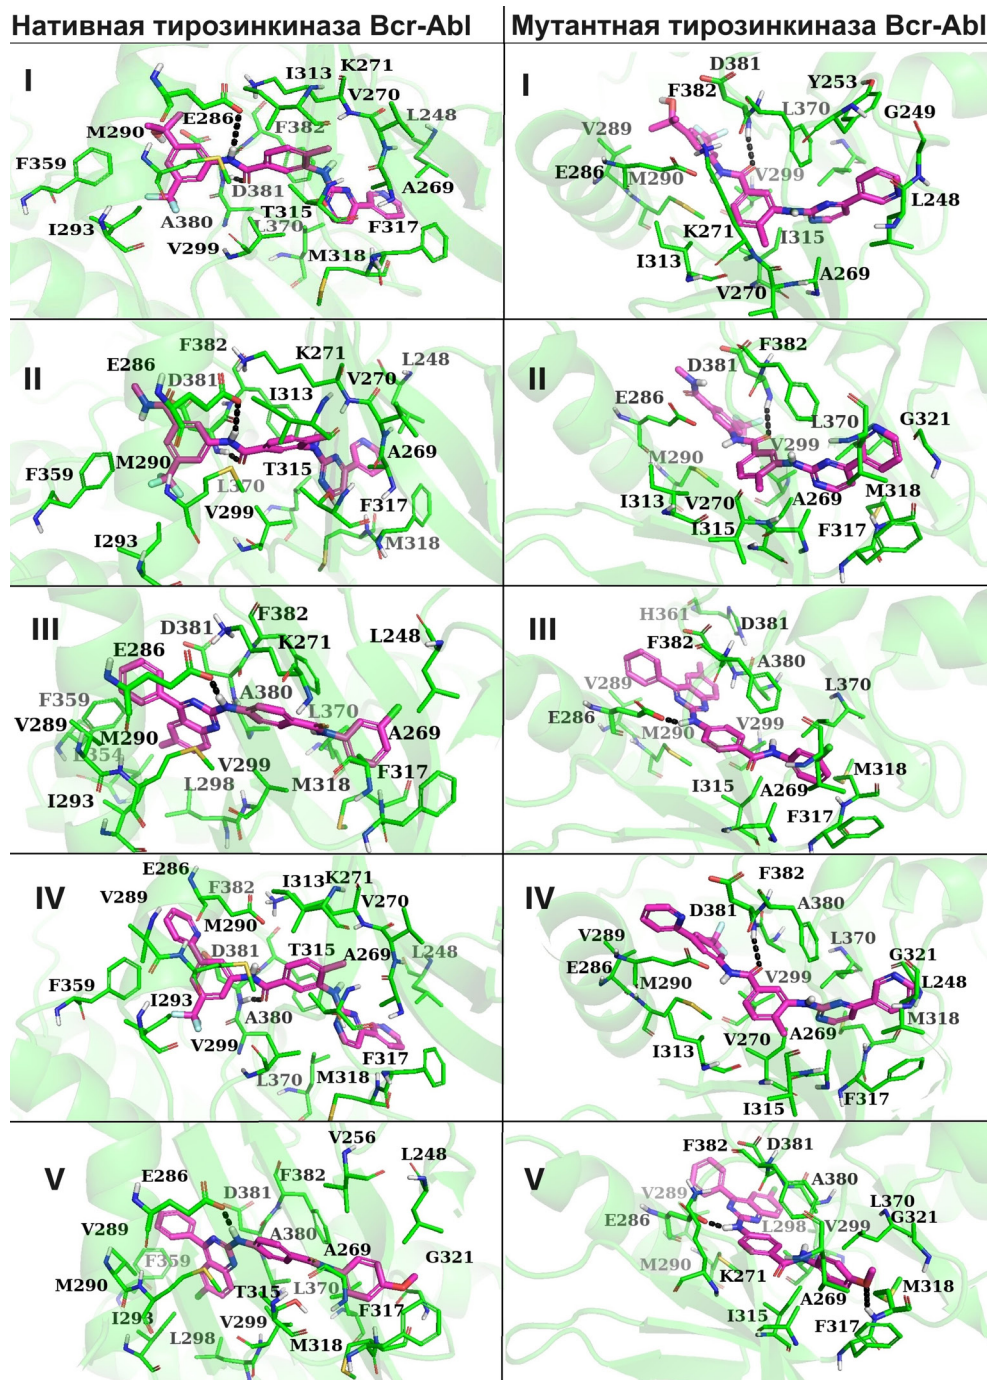 Нативная тирозинкиназа Bcr-Abl
Мутантная тирозинкиназа Bcr-Abl
I
K271
I313
V270
E286
F382
L248
M290
F359
D381
A269
A380
T315
I293
L370
F317
V299
M318
I
D381
F382
Y253
L370
G249
V289
E286
M290
V299
L248
K271
I315
I313
A269
V270
II
F382
K271
L248
E286
D381
V270
I313
M290
A269
F359
T315
L370
F317
V299
M318
I293
II
F382
D381
E286
G321
L370
V299
M290
I313
V270
A269
M318
I315
F317
III
F382
D381
L248
E286
K271
F359
A380
V289
L370
A269
M290
L354
V299
F317
L298
M318
I293
III
H361
D381
F382
A380
V289
L370
E286
M290
V299
M318
I315
A269
F317
IV
E286
I313
K271
V289
F382
V270
M290
D381
T315
A269
L248
F359
I293
A380
V299
F317
L370
M318
IV
F382
D381
A380
V289
L370
E286
G321
M290
V299
L248
M318
V270
A269
I313
F317
I315
V
V256
E286
L248
D381
F382
V289
A380
A269
G321
F359
M290
T315
L370
I293
F317
V299
L298
M318
V
F382
D381
A380
V289
L370
E286
G321
L298
V299
M290
K271
M318
A269
I315
F317